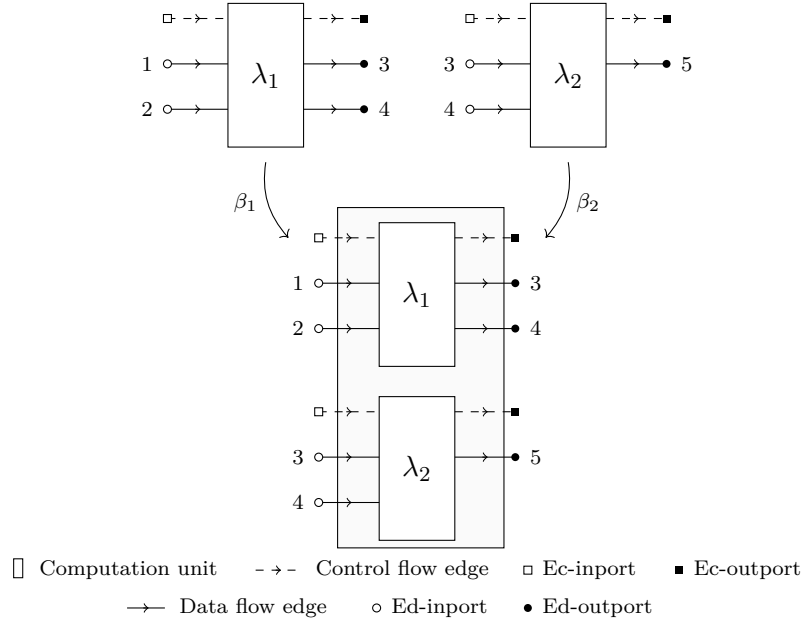 1 2 λ1 3 4
3 4 λ2 5
β1 β2
1 2 λ1 3 4
3 4 λ2 5
Computation unit Control flow edge Ec-inport Ec-outport
Data flow edge Ed-inport Ed-outport